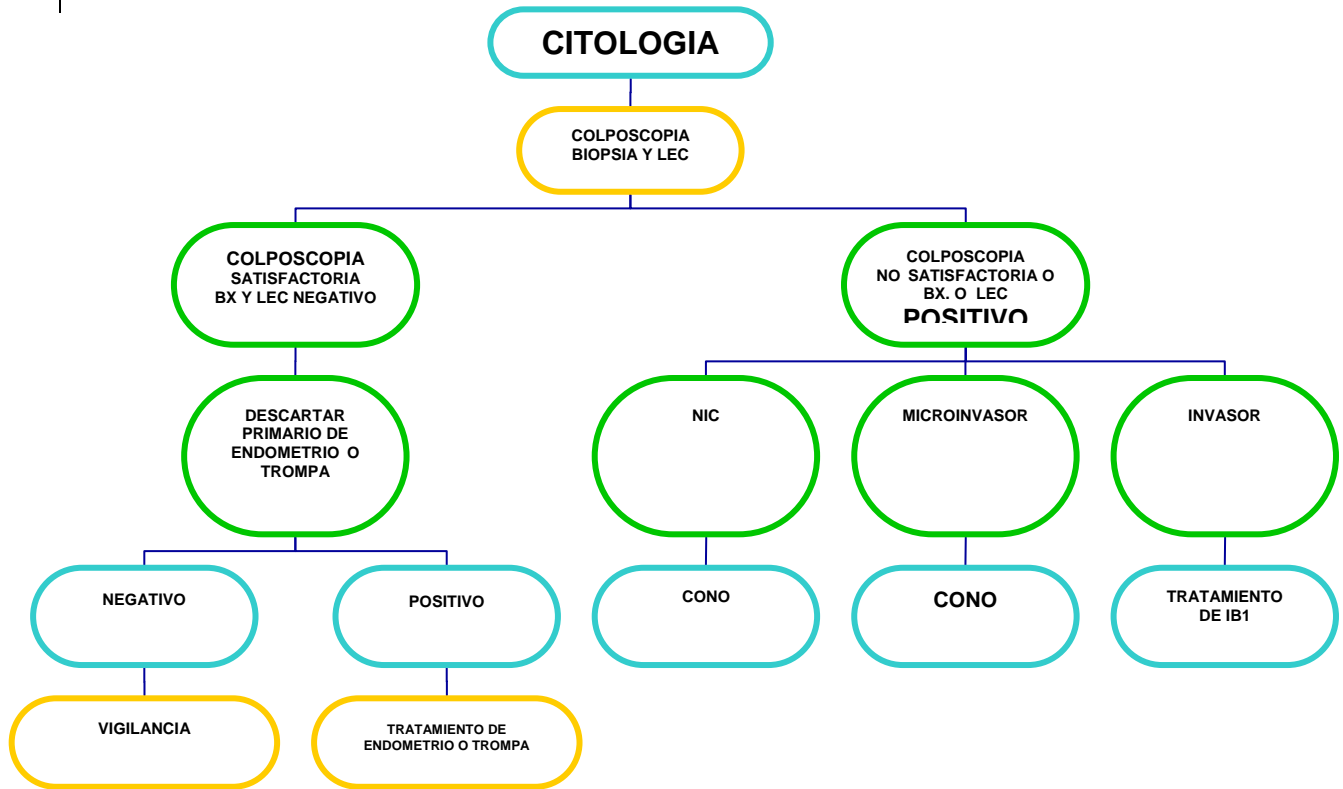 CITOLOGIA
COLPOSCOPIA
BIOPSIA Y LEC
COLPOSCOPIA
SATISFACTORIA
BX Y LEC NEGATIVO
COLPOSCOPIA
NO SATISFACTORIA O
BX. O LEC
POSITIVO
DESCARTAR
PRIMARIO DE
ENDOMETRIO O
TROMPA
NIC
MICROINVASOR
INVASOR
NEGATIVO
POSITIVO
CONO
CONO
TRATAMIENTO
DE IB1
VIGILANCIA
TRATAMIENTO DE
ENDOMETRIO O TROMPA